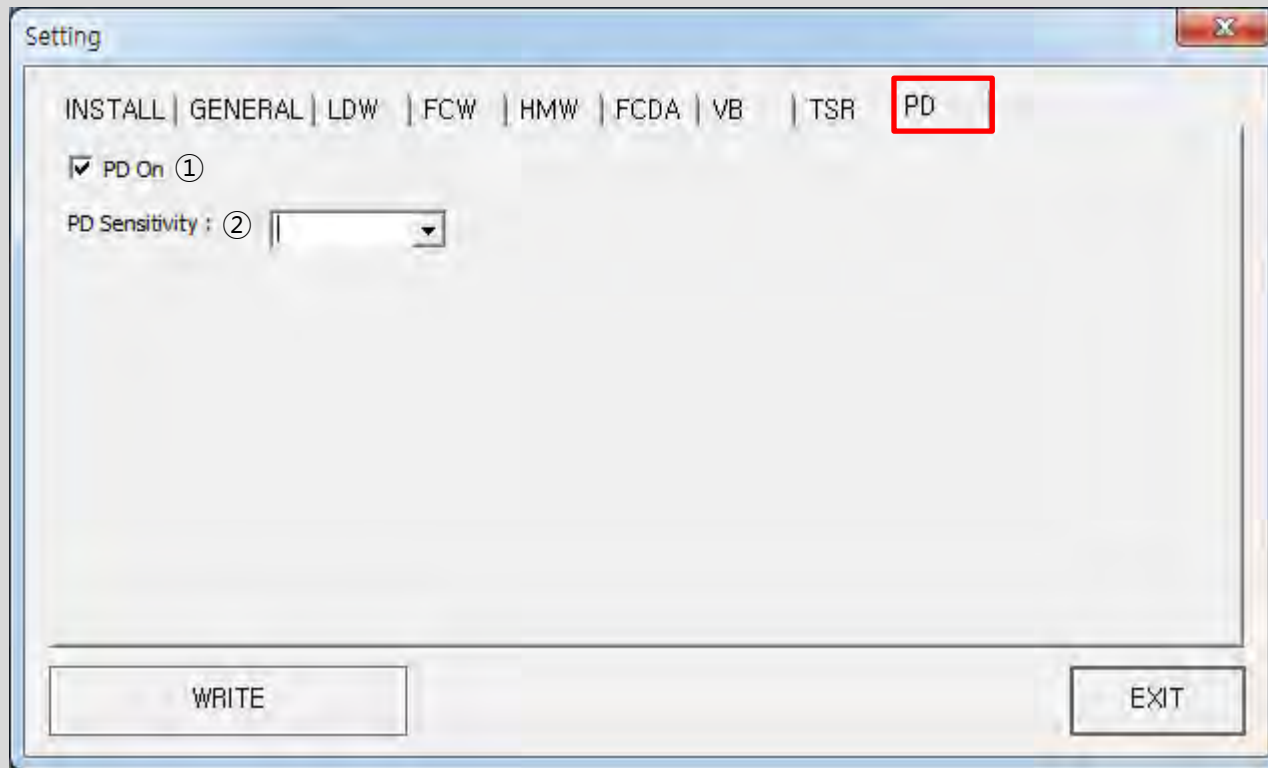 Setting
INSTALL | GENERAL | LDW | FCW | HMW | FCDA | VB | TSR PD
PD On ①
PD Sensitivity : ②
WRITE EXIT